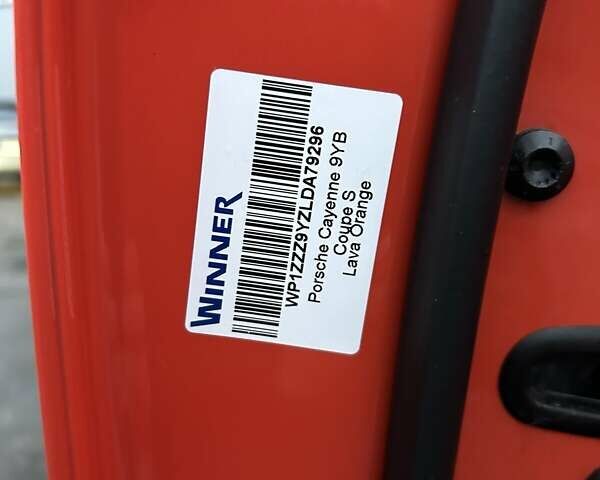 WINNER
WP1ZZZ9YZLDA79296
Porsche Cayenne 9YB
Coupe S
Lava Orange